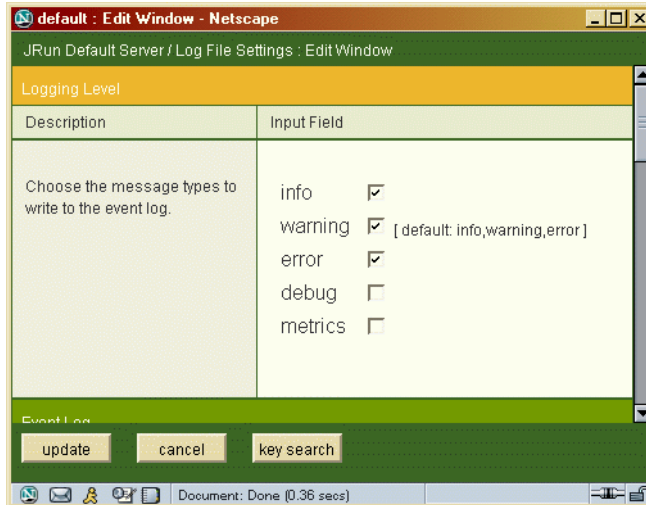 default : Edit Window - Netscape
JRun Default Server / Log File Settings : Edit Window
Logging Level
Description Input Field
Choose the message types to
write to the event log.
info
warning [ default: info,warning,error ]
error
debug
metrics
Event Log
update cancel key search
Document: Done (0.36 secs)